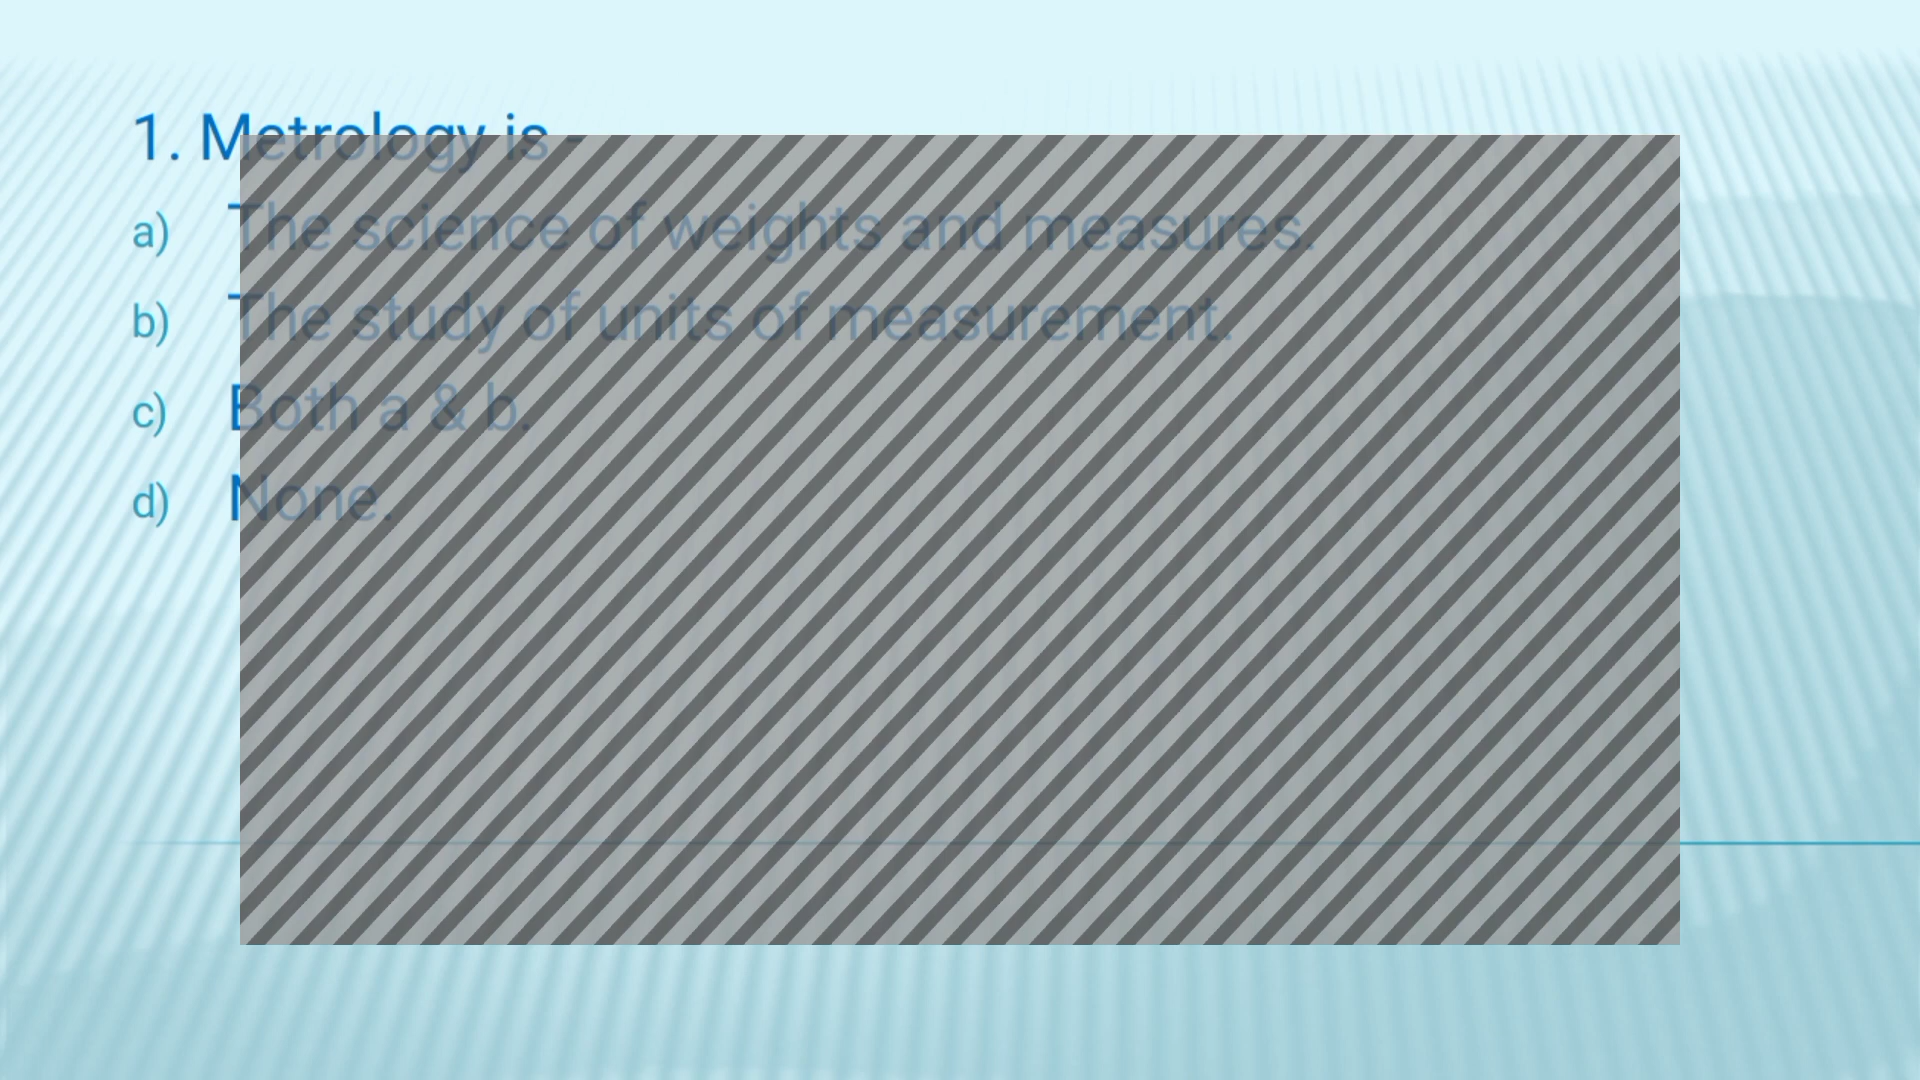 1. Metrology is -
a) The science of weights and measures.
b) The study of units of measurement.
c) Both a & b.
d) None.